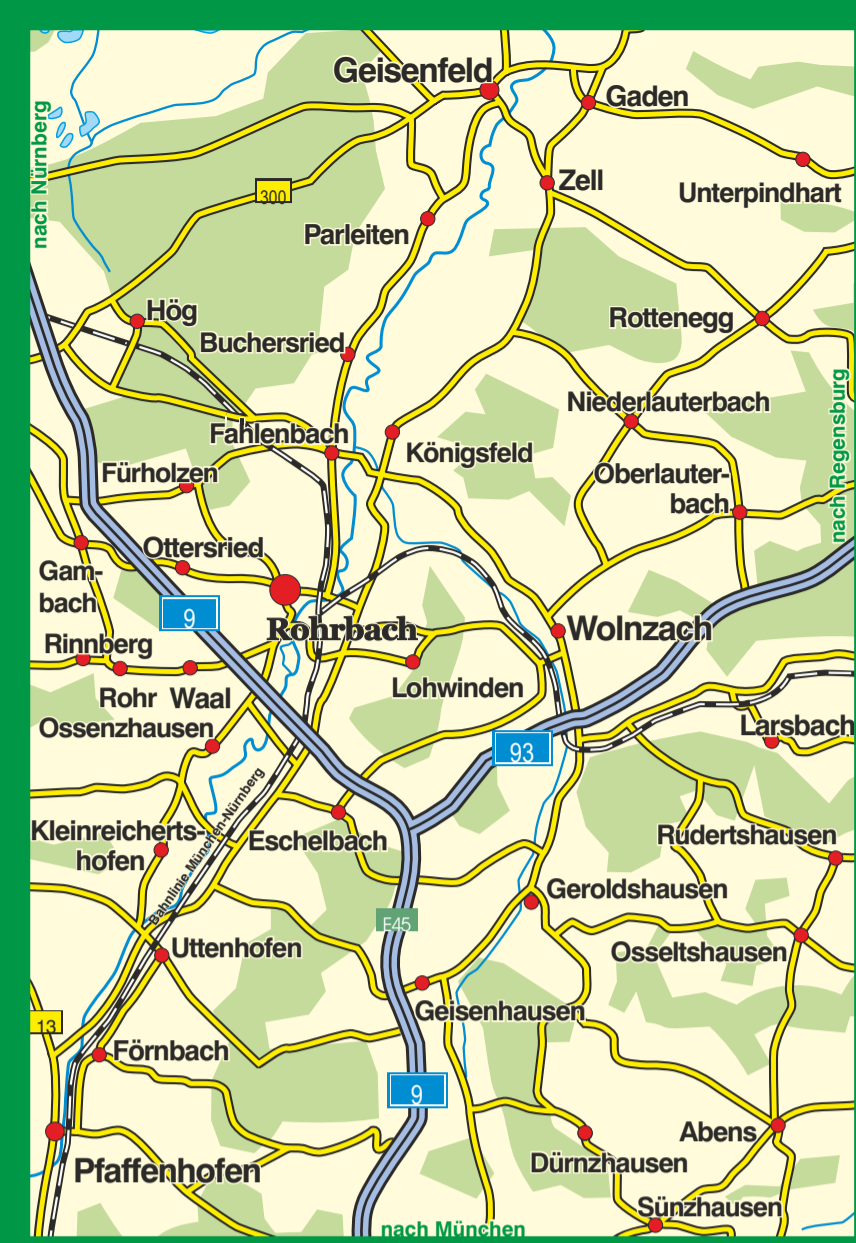 Geisenfeld
Gaden
nach Nürnberg
Zell
Unterpindhart
300
Parleiten
Hög
Rottenegg
Buchersried
nach Regensburg
Niederlauterbach
Fahlenbach
Königsfeld
Fürholzen
Oberlauter-
bach
Ottersried
Gam-
bach
9
Rohrbach
Wolnzach
Rinnberg
Rohr
Waal
Lohwinden
Ossenzhausen
93
Larsbach
Bahnlinie München-Nürnberg
Kleinreicherts-
hofen
Eschelbach
Rudertshausen
Geroldshausen
E45
Uttenhofen
Osseltshausen
Geisenhausen
13
Förnbach
9
Abens
Pfaffenhofen
Dürnzhausen
Sünzhausen
nach München